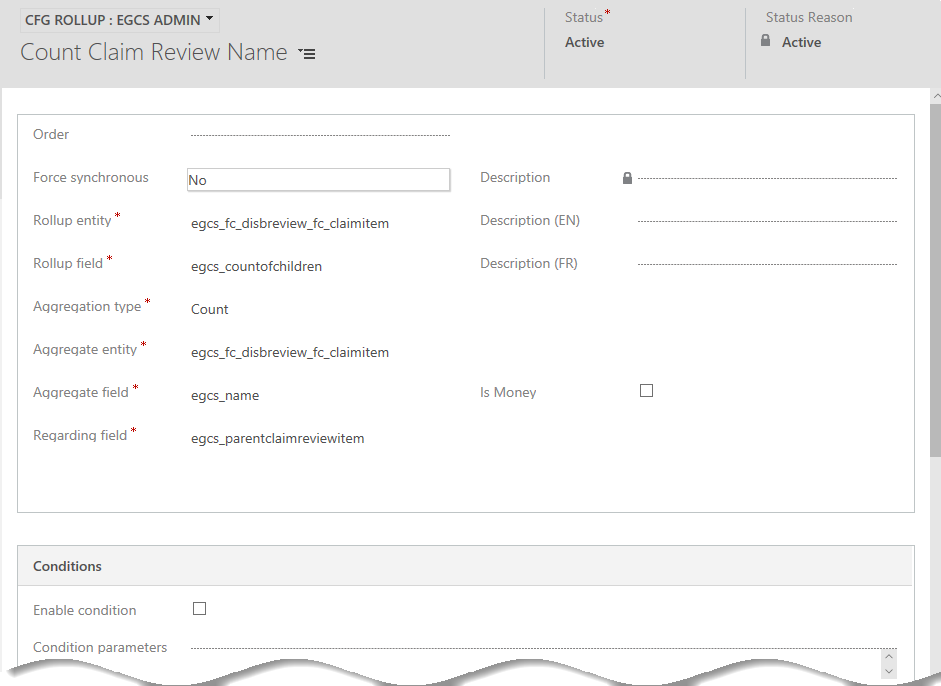 CFG ROLLUP : EGCS ADMIN
Count Claim Review Name
Status*
Active
Status Reason
Active
Order
Force synchronous No
Description
Rollup entity * egcs_fc_disbreview_fc_claimitem
Description (EN)
Rollup field * egcs_countofchildren
Description (FR)
Aggregation type * Count
Aggregate entity * egcs_fc_disbreview_fc_claimitem
Aggregate field * egcs_name
Is Money
Regarding field * egcs_parentclaimreviewitem
Conditions
Enable condition
Condition parameters